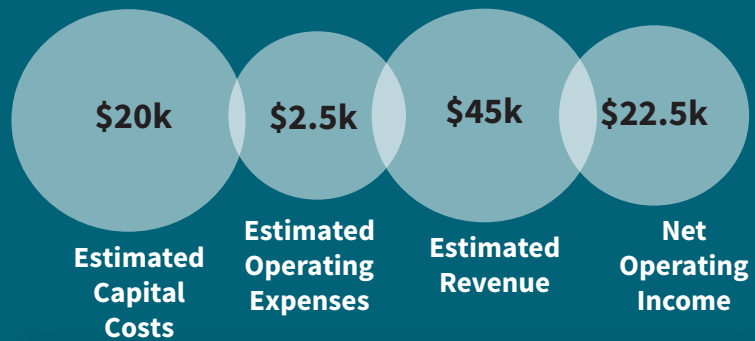 $20k
Estimated
Capital
Costs
$2.5k
Estimated
Operating
Expenses
$45k
Estimated
Revenue
$22.5k
Net
Operating
Income